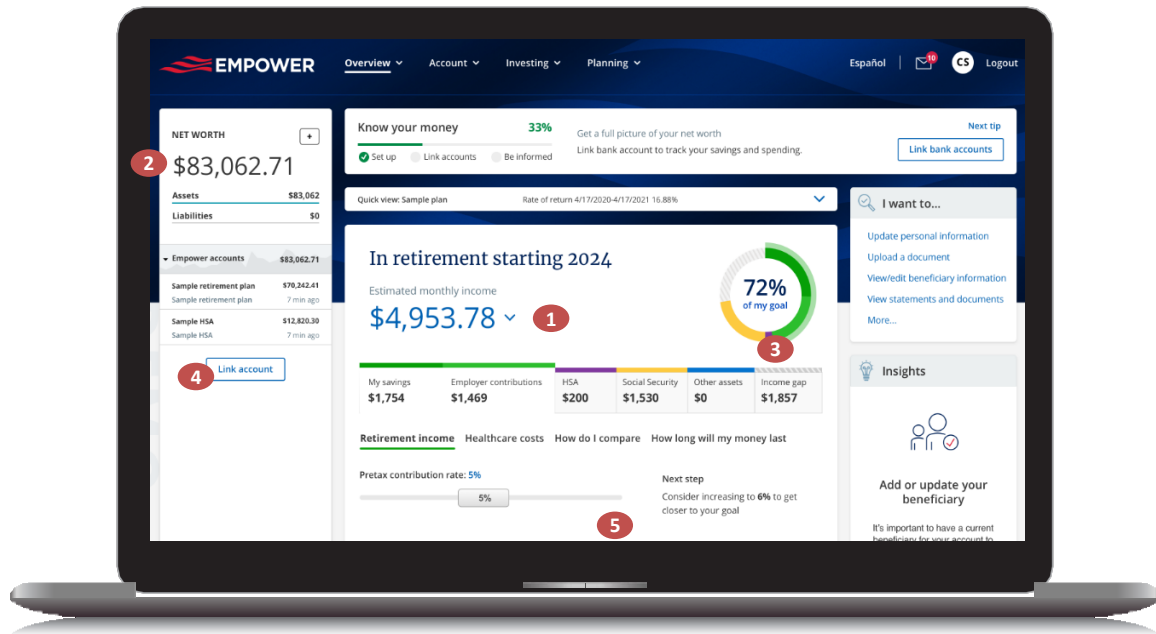 EMPOWER
Overview
Account
Investing
Planning
Español
10
CS
Logout
NET WORTH
+
2
$83,062.71
Assets $83,062
Liabilities $0
Empower accounts $83,062.71
Sample retirement plan $70,242.41
Sample retirement plan 7 min ago
Sample HSA $12,820.30
Sample HSA 7 min ago
4
Link account
Know your money 33%
Set up Link accounts Be informed
Get a full picture of your net worth
Link bank account to track your savings and spending.
Next tip
Link bank accounts
Quick view: Sample plan Rate of return 4/17/2020-4/17/2021 16.88%
In retirement starting 2024
Estimated monthly income
$4,953.78
1
72%
of my goal
3
My savings Employer contributions HSA Social Security Other assets Income gap
$1,754 $1,469 $200 $1,530 $0 $1,857
Retirement income Healthcare costs How do I compare How long will my money last
Pretax contribution rate: 5%
5%
Next step
Consider increasing to 6% to get
closer to your goal
5
I want to...
Update personal information
Upload a document
View/edit beneficiary information
View statements and documents
More...
Insights
Add or update your
beneficiary
It's important to have a current
beneficiary for your account to